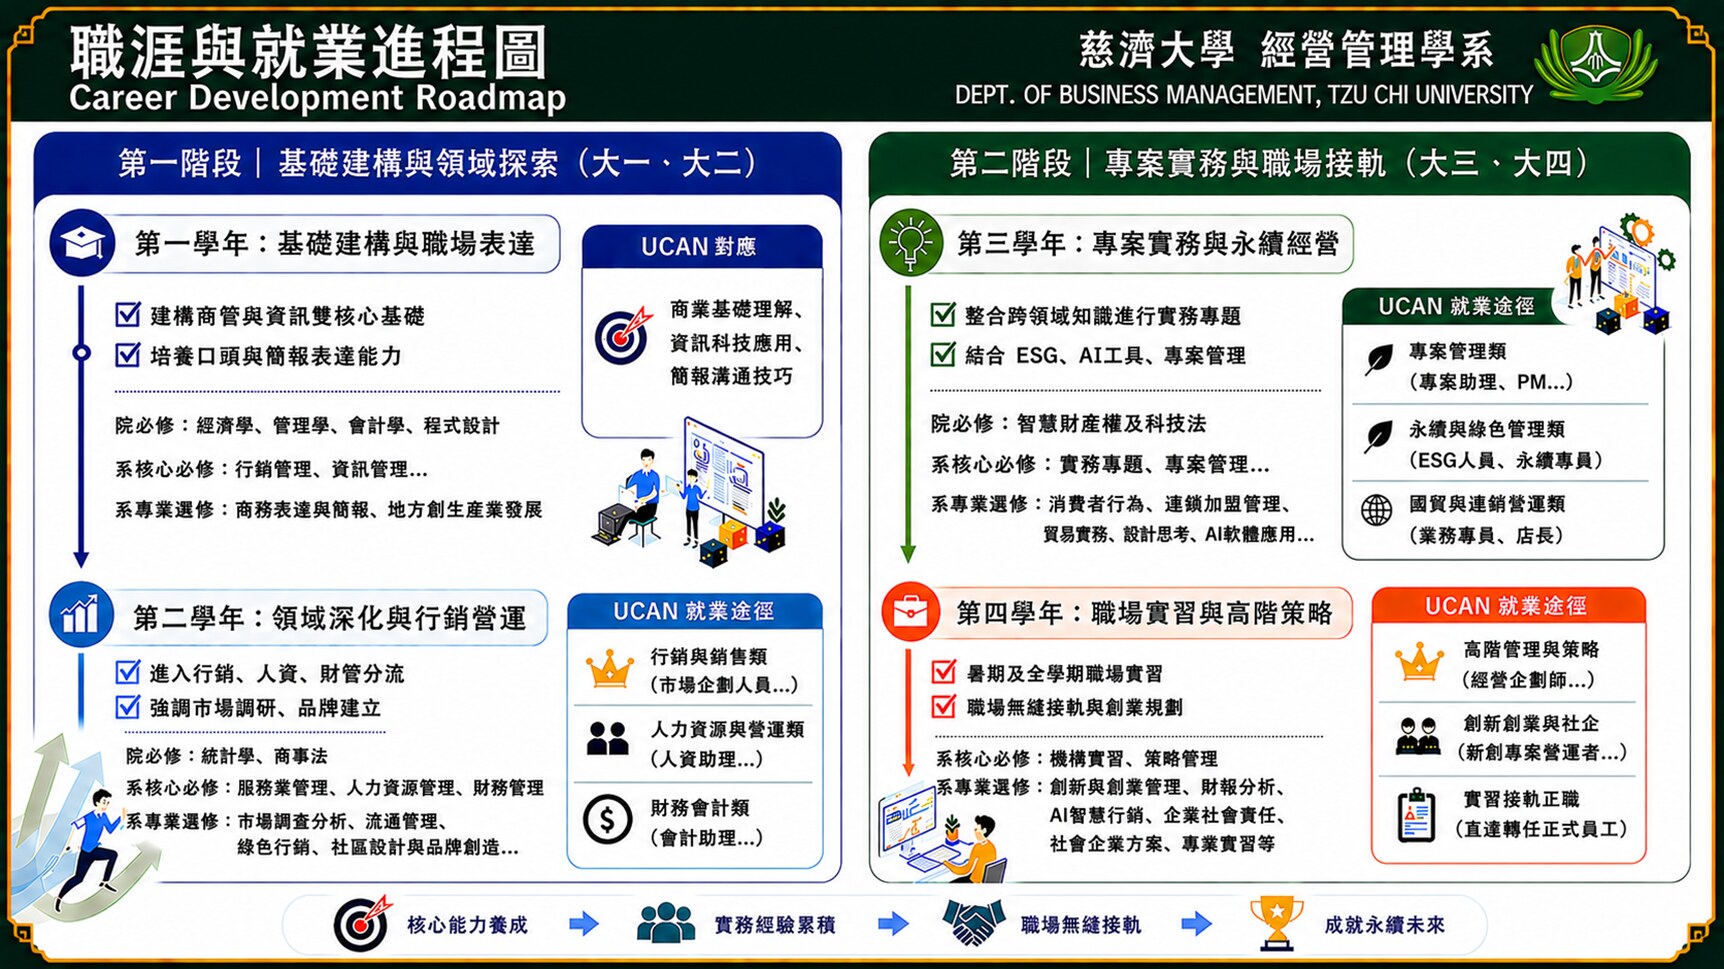 職涯與就業進程圖
Career Development Roadmap
慈濟大學 經營管理學系
DEPT. OF BUSINESS MANAGEMENT, TZU CHI UNIVERSITY
第一階段｜基礎建構與領域探索（大一、大二）
第一學年：基礎建構與職場表達
建構商管與資訊雙核心基礎
培養口頭與簡報表達能力
院必修：經濟學、管理學、會計學、程式設計
系核心必修：行銷管理、資訊管理...
系專業選修：商務表達與簡報、地方創生產業發展
UCAN 對應
商業基礎理解、
資訊科技應用、
簡報溝通技巧
第二學年：領域深化與行銷營運
進入行銷、人資、財管分流
強調市場調研、品牌建立
院必修：統計學、商事法
系核心必修：服務業管理、人力資源管理、財務管理
系專業選修：市場調查分析、流通管理、
綠色行銷、社區設計與品牌創造...
UCAN 就業途徑
行銷與銷售類
（市場企劃人員...）
人力資源與營運類
（人資助理...）
財務會計類
（會計助理...）
第二階段｜專案實務與職場接軌（大三、大四）
第三學年：專案實務與永續經營
整合跨領域知識進行實務專題
結合 ESG、AI工具、專案管理
院必修：智慧財產權及科技法
系核心必修：實務專題、專案管理...
系專業選修：消費者行為、連鎖加盟管理、
貿易實務、設計思考、AI軟體應用...
UCAN 就業途徑
專案管理類
（專案助理、PM...）
永續與綠色管理類
（ESG人員、永續專員）
國貿與連銷營運類
（業務專員、店長）
第四學年：職場實習與高階策略
暑期及全學期職場實習
職場無縫接軌與創業規劃
系核心必修：機構實習、策略管理
系專業選修：創新與創業管理、財報分析、
AI智慧行銷、企業社會責任、
社會企業方案、專業實習等
UCAN 就業途徑
高階管理與策略
（經營企劃師...）
創新創業與社企
（新創專案營運者...）
實習接軌正職
（直達轉任正式員工）
核心能力養成
實務經驗累積
職場無縫接軌
成就永續未來